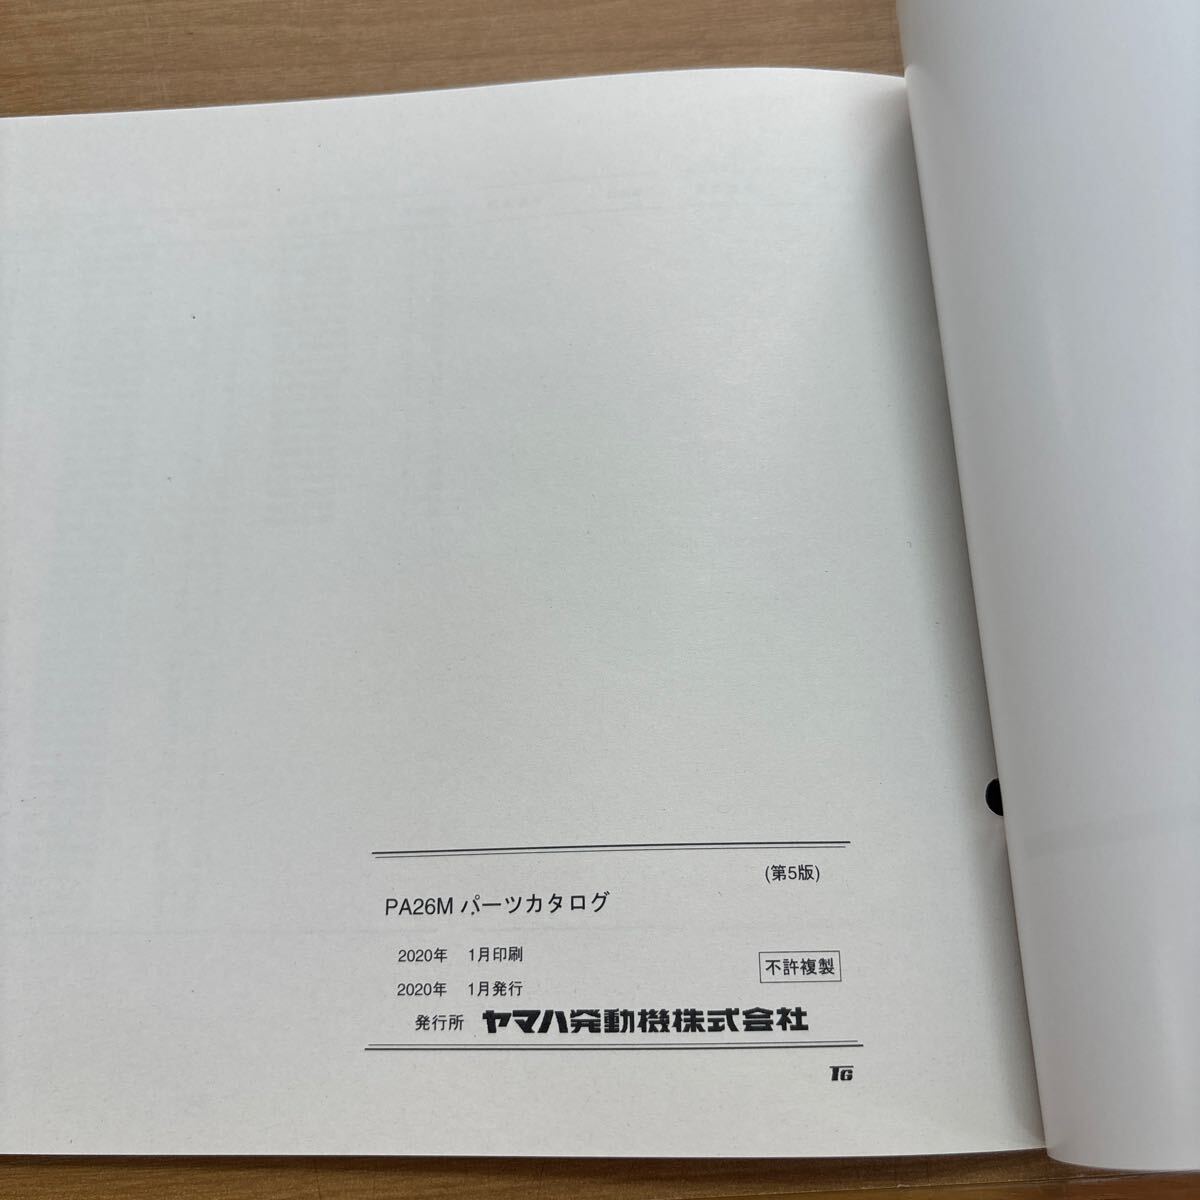 (第5版)
PA26M パーツカタログ
2020年 1月印刷
2020年 1月発行
不許複製
発行所 ヤマハ発動機株式会社
TG